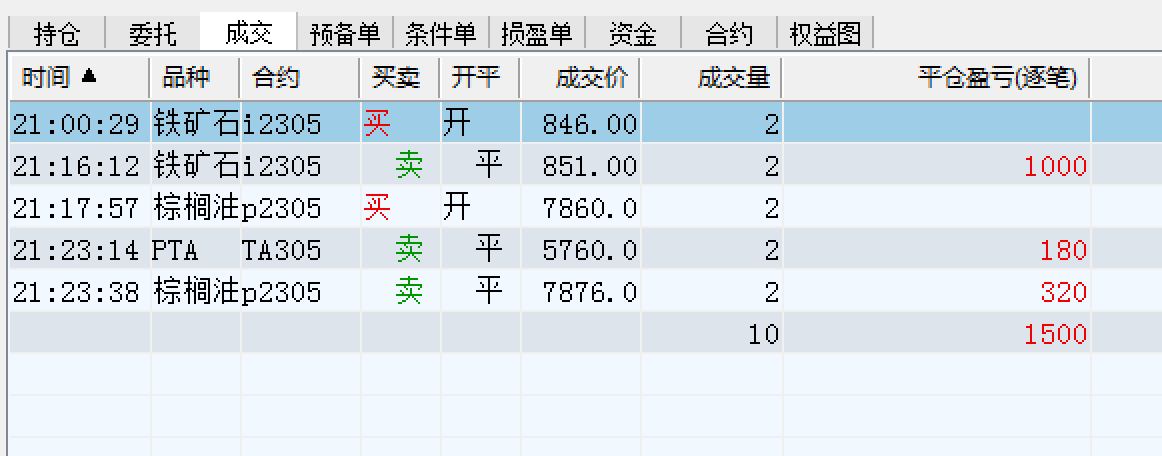 持仓 委托 成交 预备单 条件单 损盈单 资金 合约 权益图
时间 ▲ 品种 合约 买卖 开平 成交价 成交量 平仓盈亏(逐笔)
21:00:29 铁矿石 i2305 买 开 846.00 2
21:16:12 铁矿石 i2305 卖 平 851.00 2 1000
21:17:57 棕榈油 p2305 买 开 7860.0 2
21:23:14 PTA TA305 卖 平 5760.0 2 180
21:23:38 棕榈油 p2305 卖 平 7876.0 2 320
10 1500